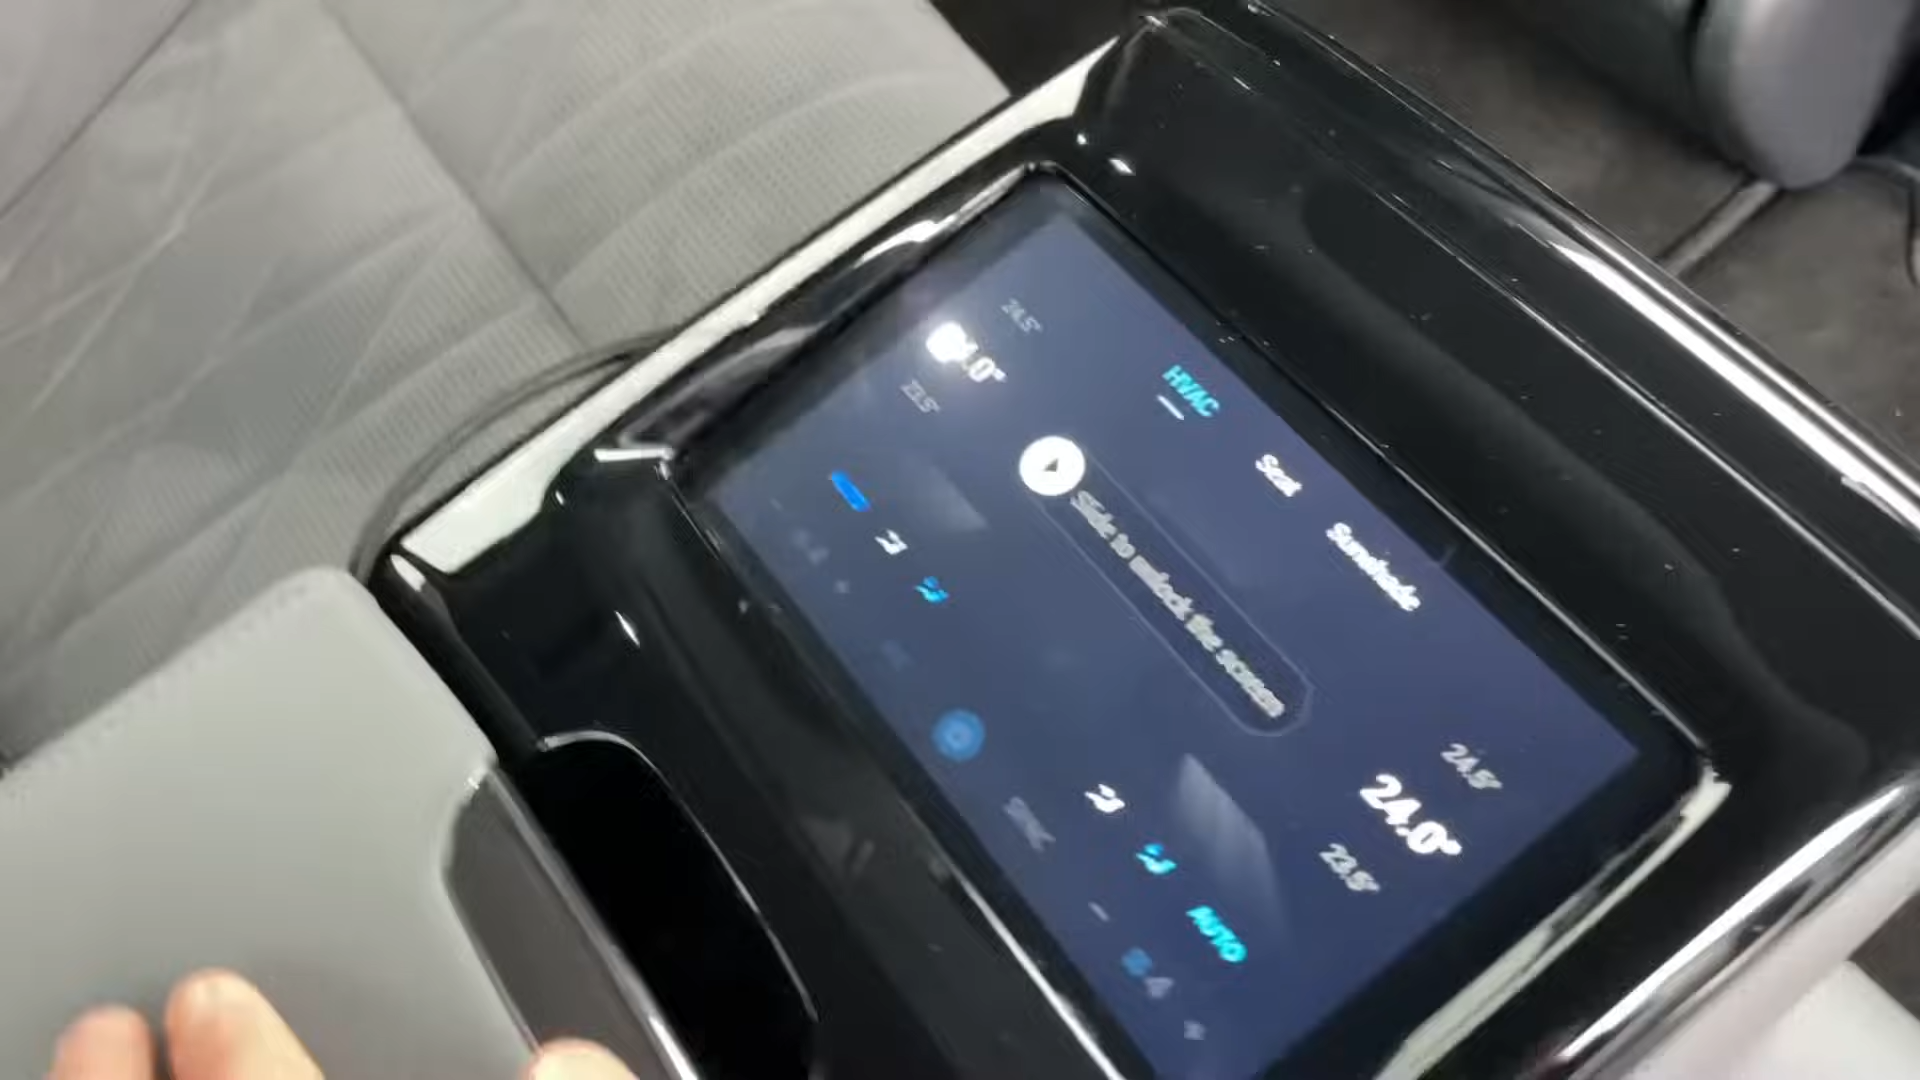 HVAC
Seat
Sunshade
24.5°
23.5°
Slide to unlock the screen
24.5°
24.0°
23.5°
AUTO